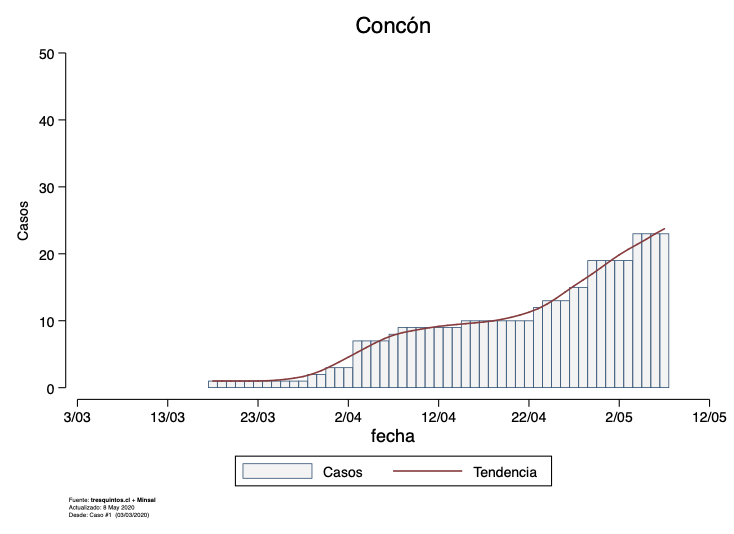 Concón
50
40
30
20
10
0
Casos
3/03 13/03 23/03 2/04 12/04 22/04 2/05 12/05
fecha
Casos Tendencia
Fuente: tresquintos.cl + Minsal
Actualizado: 8 May 2020
Desde: Caso #1 (03/03/2020)